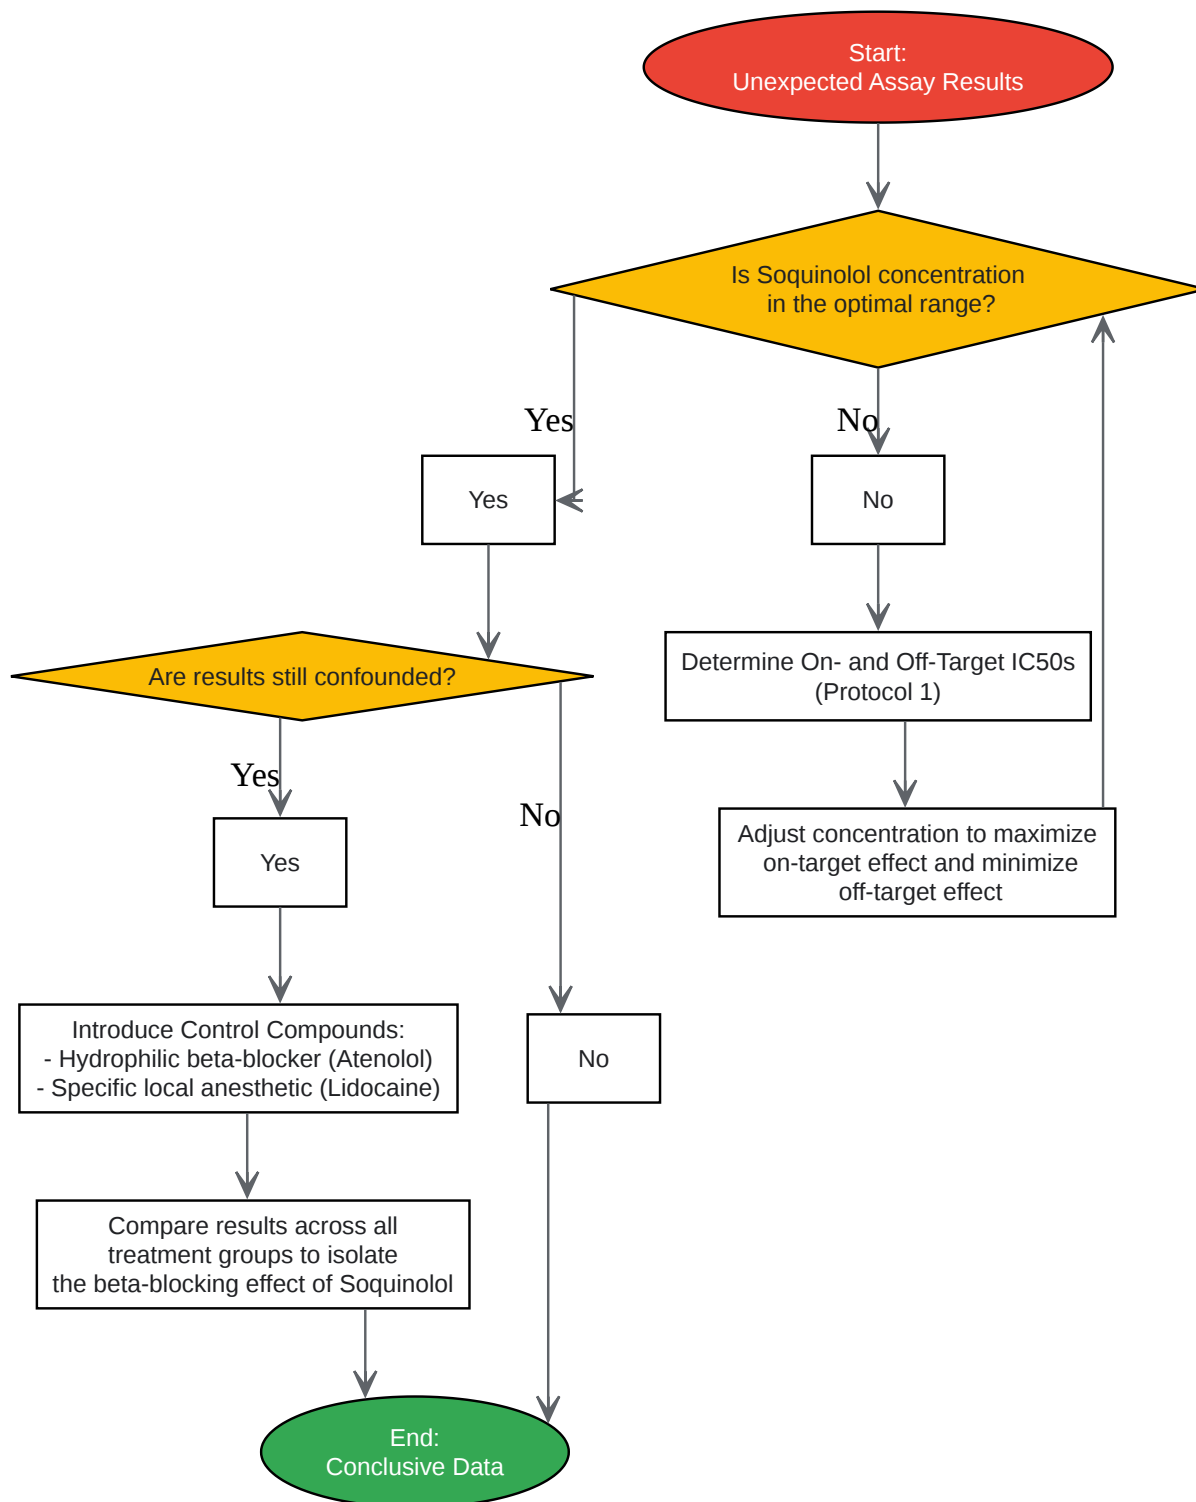 Start:
Unexpected Assay Results
Is Soquinolol concentration
in the optimal range?
Yes
No
Yes
No
Determine On- and Off-Target IC50s
(Protocol 1)
Are results still confounded?
Yes
No
Adjust concentration to maximize
on-target effect and minimize
off-target effect
Yes
Introduce Control Compounds:
- Hydrophilic beta-blocker (Atenolol)
- Specific local anesthetic (Lidocaine)
No
Compare results across all
treatment groups to isolate
the beta-blocking effect of Soquinolol
End:
Conclusive Data